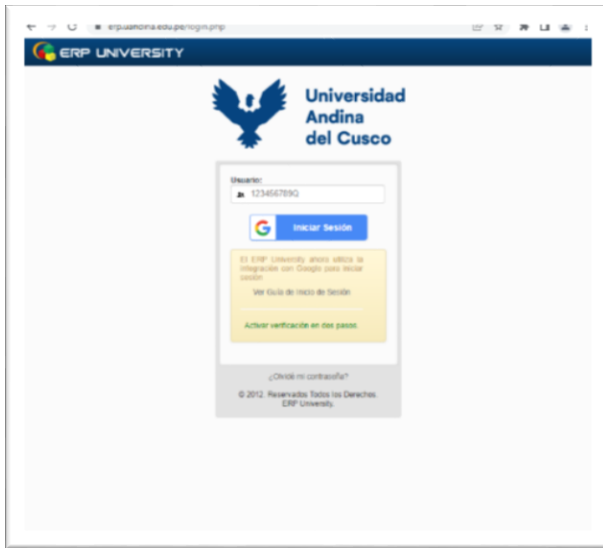 erp.uandina.edu.pe/login.php
ERP UNIVERSITY
Universidad
Andina
del Cusco
Usuario:
123456789Q
Iniciar Sesión
El ERP University ahora utiliza la
integración con Google para iniciar
sesión
Ver Guía de Inicio de Sesión
Activar verificación en dos pasos.
¿Olvidé mi contraseña?
© 2012. Reservados Todos los Derechos.
ERP University.